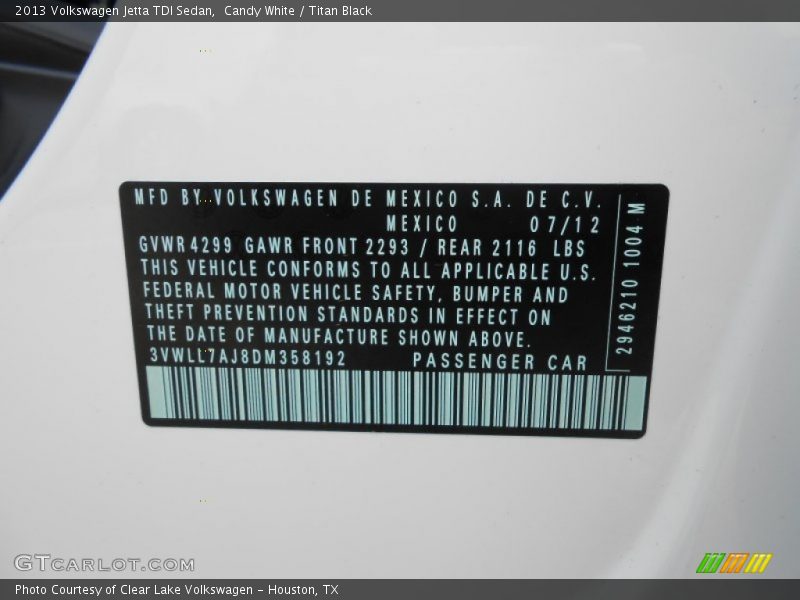 2013 Volkswagen Jetta TDI Sedan,  Candy White / Titan Black
MFD BY VOLKSWAGEN DE MEXICO S.A. DE C.V.
MEXICO 07/12
GVWR 4299 GAWR FRONT 2293 / REAR 2116 LBS
THIS VEHICLE CONFORMS TO ALL APPLICABLE U.S.
FEDERAL MOTOR VEHICLE SAFETY, BUMPER AND
THEFT PREVENTION STANDARDS IN EFFECT ON
THE DATE OF MANUFACTURE SHOWN ABOVE.
3VWLL7AJ8DM358192 PASSENGER CAR
2946210 1004 M
GTCARLOT.COM
Photo Courtesy of Clear Lake Volkswagen - Houston, TX